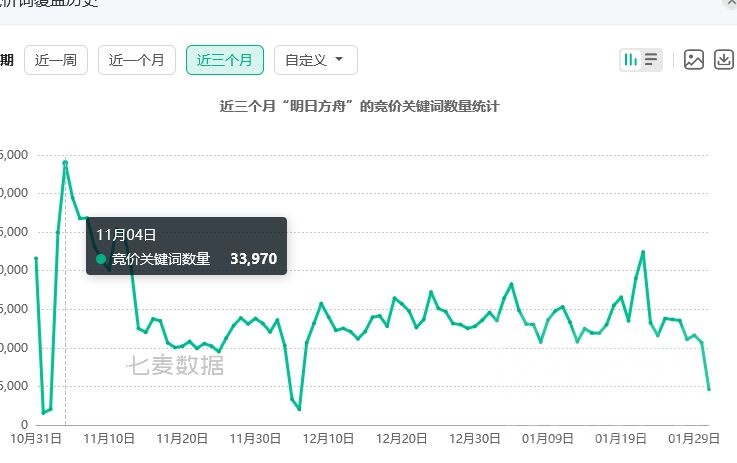 价词覆盖历史
期 近一周 近一个月 近三个月 自定义
近三个月“明日方舟”的竞价关键词数量统计
5,000
0,000
5,000
0,000
5,000
0,000
5,000
0
11月04日
竞价关键词数量 33,970
七麦数据
10月31日 11月10日 11月20日 11月30日 12月10日 12月20日 12月30日 01月09日 01月19日 01月29日